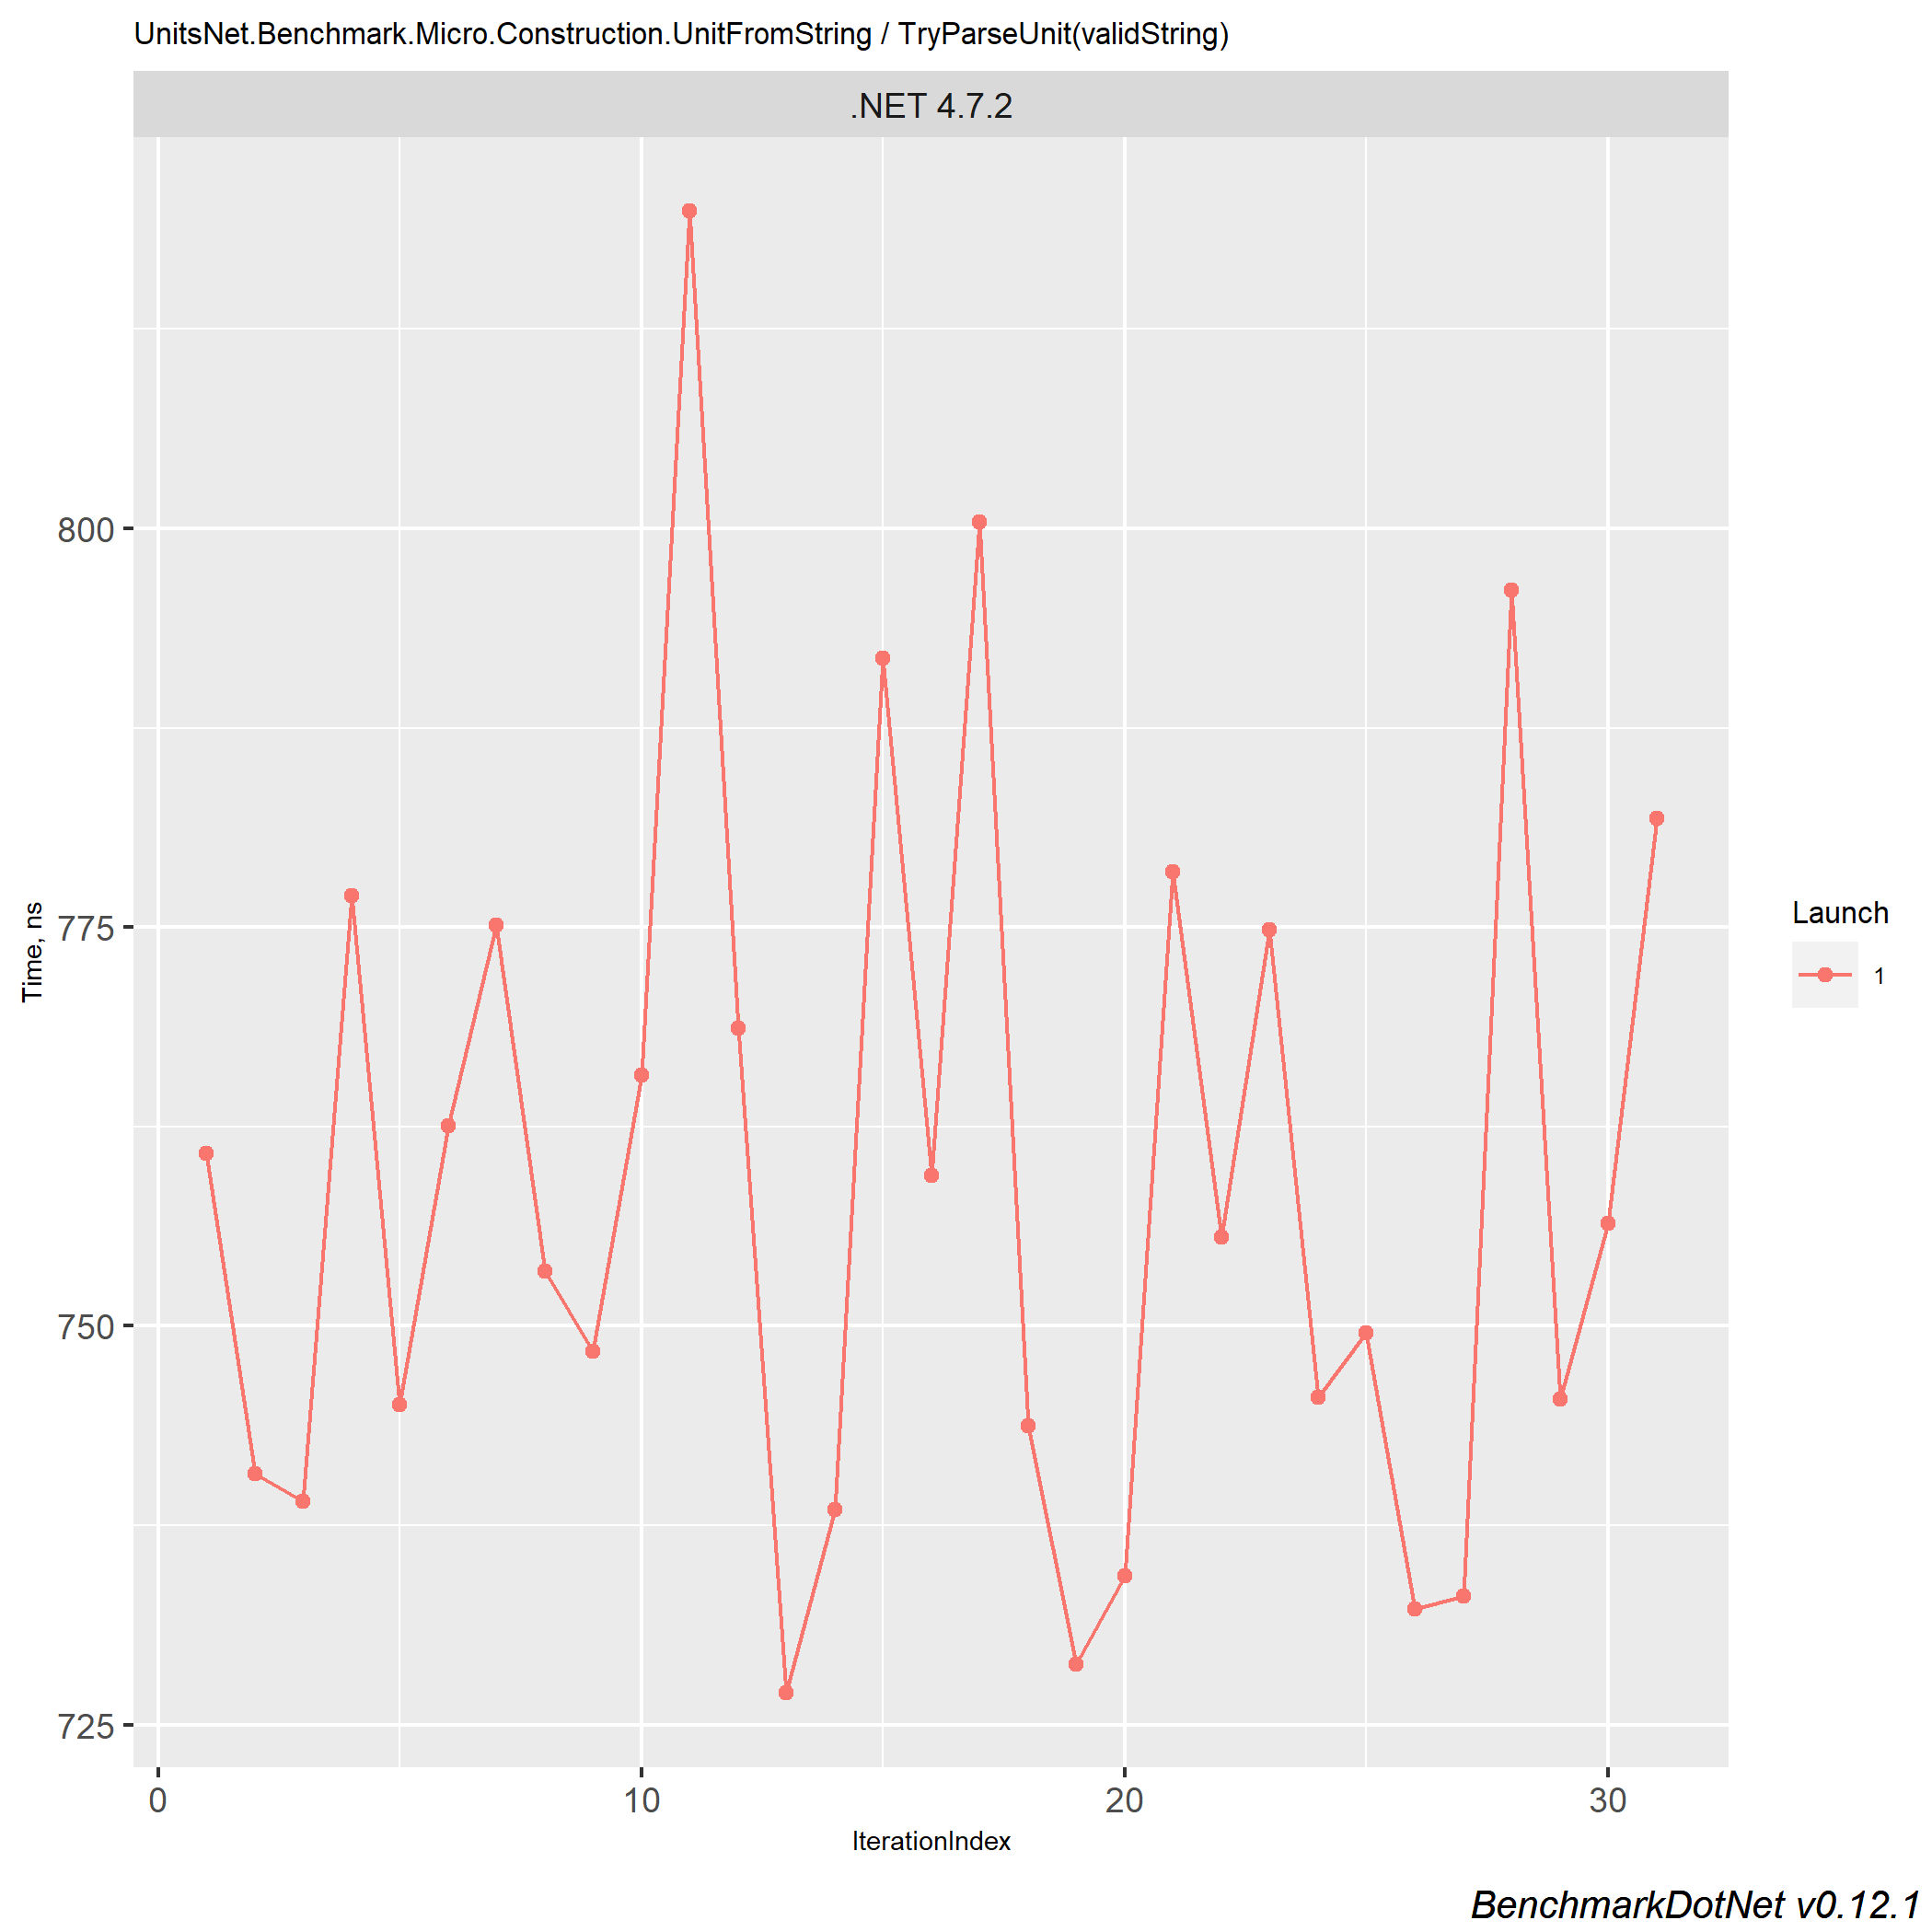 UnitsNet.Benchmark.Micro.Construction.UnitFromString / TryParseUnit(validString)
.NET 4.7.2
800
775
750
725
Time, ns
0 10 20 30
IterationIndex
Launch
1
BenchmarkDotNet v0.12.1